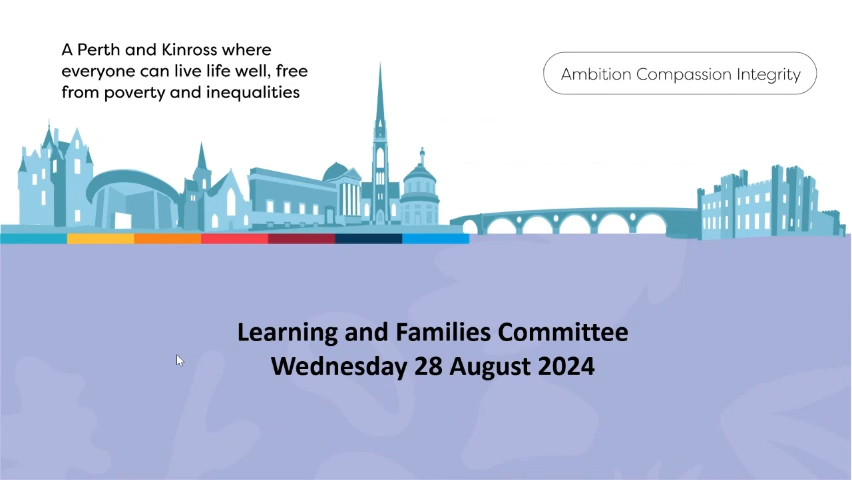 A Perth and Kinross where
everyone can live life well, free
from poverty and inequalities
Ambition Compassion Integrity
Learning and Families Committee
Wednesday 28 August 2024